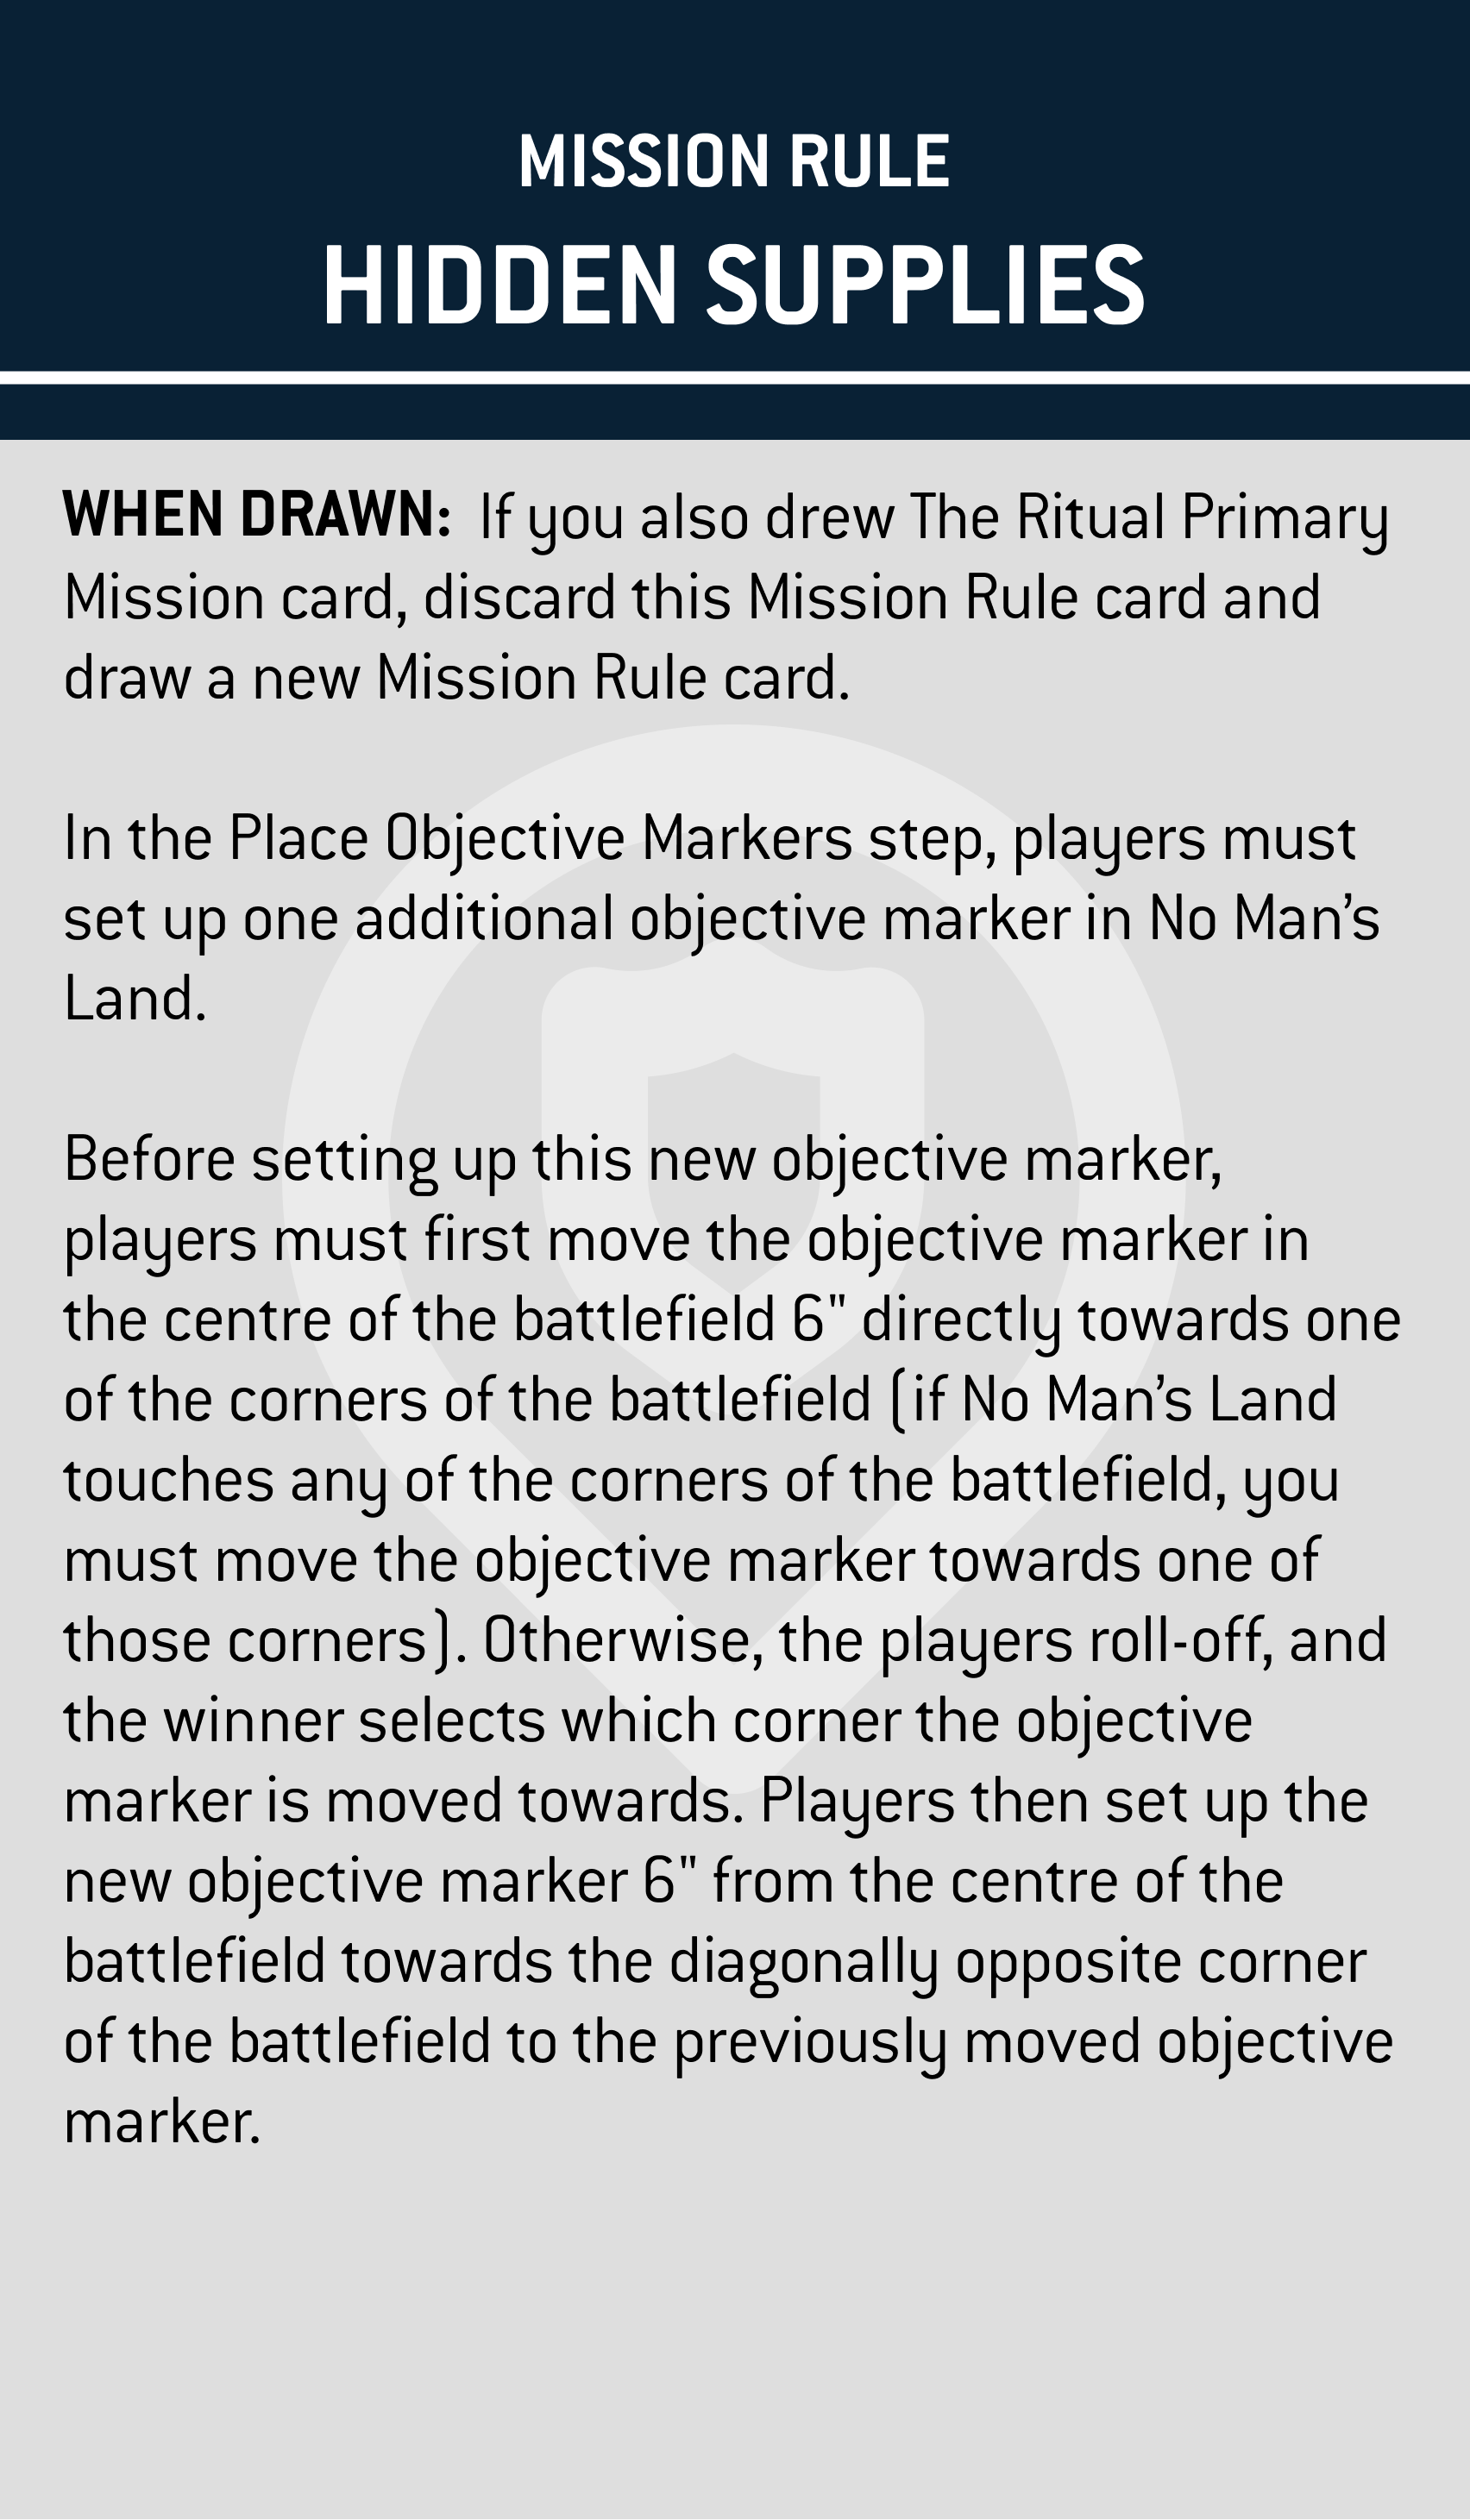 MISSION RULE
HIDDEN SUPPLIES
WHEN DRAWN: If you also drew The Ritual Primary
Mission card, discard this Mission Rule card and
draw a new Mission Rule card.
In the Place Objective Markers step, players must
set up one additional objective marker in No Man’s
Land.
Before setting up this new objective marker,
players must first move the objective marker in
the centre of the battlefield 6" directly towards one
of the corners of the battlefield (if No Man’s Land
touches any of the corners of the battlefield, you
must move the objective marker towards one of
those corners). Otherwise, the players roll-off, and
the winner selects which corner the objective
marker is moved towards. Players then set up the
new objective marker 6" from the centre of the
battlefield towards the diagonally opposite corner
of the battlefield to the previously moved objective
marker.